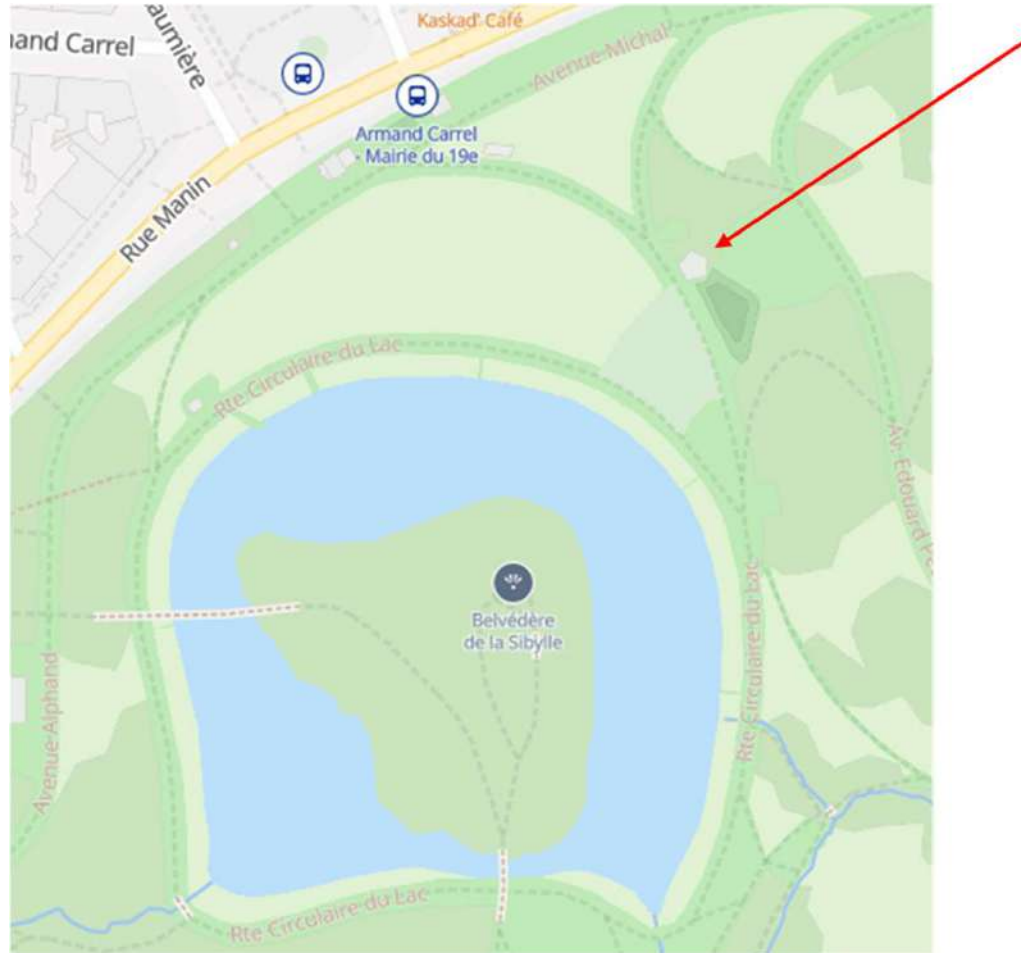 aumière
Kaskad' Café
and Carrel
Avenue Michal
Armand Carrel
- Mairie du 19e
Rue Manin
Rte Circulaire du Lac
Av. Edouard
Belvédère
de la Sibylle
Rte Circulaire du Lac
Avenue Alphand
Rte Circulaire du Lac